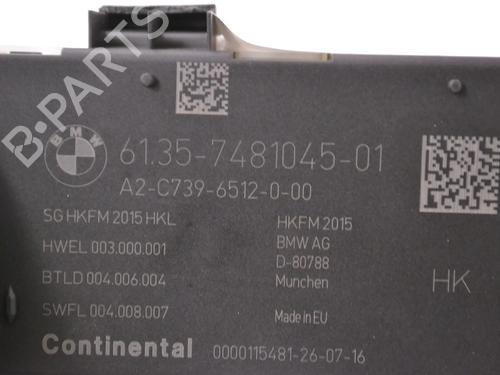 B-PARTS
BMW
61.35-7481045-01
A2-C739-6512-0-00
SG HKFM 2015 HKL
HWEL 003.000.001
BTLD 004.006.004
SWFL 004.008.007
HKFM 2015
BMW AG
D-80788
Munchen
Made in EU
HK
Continental 0000115481-26-07-16